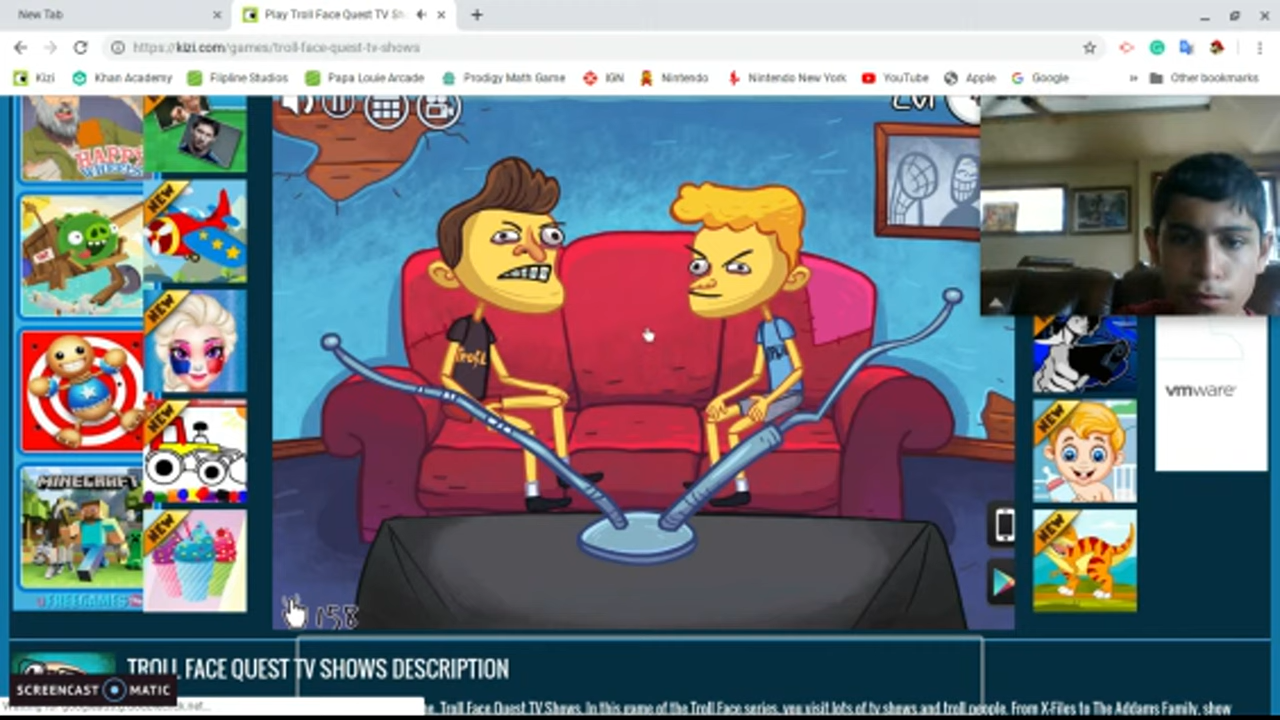 New Tab
Play Troll Face Quest TV Sh
https://kizi.com/games/troll-face-quest-tv-shows
Kizi
Khan Academy
Flipline Studios
Papa Louie Arcade
Prodigy Math Game
IGN
Nintendo
Nintendo New York
YouTube
Apple
Google
»
Other bookmarks
HAPPY
WHEELS
NEW
NEW
NEW
NEW
MINECRAFT
NEW
NEW
NEW
vmware
158
TROLL FACE QUEST TV SHOWS DESCRIPTION
SCREENCAST MATIC
Troll Face Quest TV Shows. In this game of the Troll Face series, you visit lots of tv shows and troll people. From X-Files to The Addams Family, show